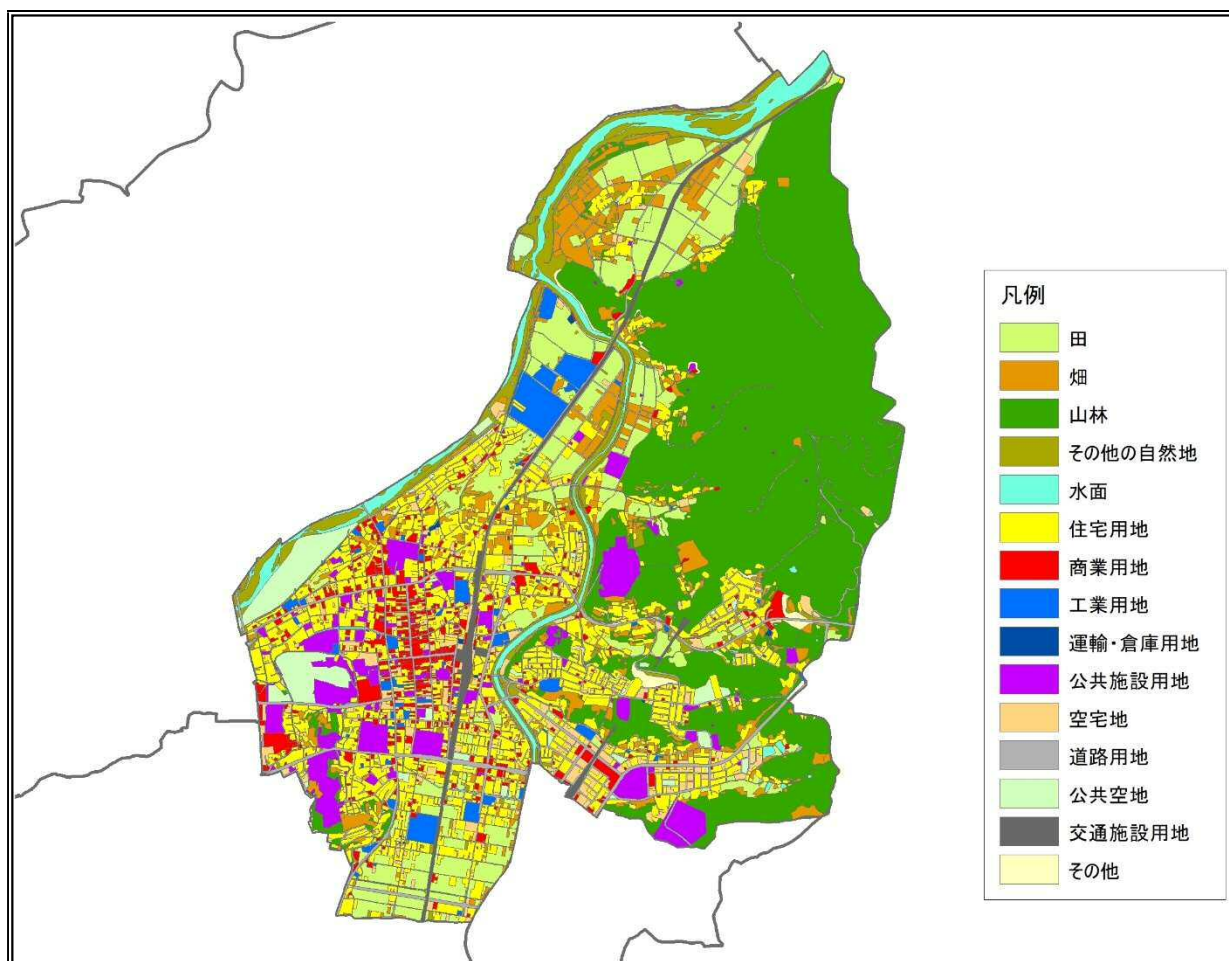 凡例
田
畑
山林
その他の自然地
水面
住宅用地
商業用地
工業用地
運輸・倉庫用地
公共施設用地
空宅地
道路用地
公共空地
交通施設用地
その他